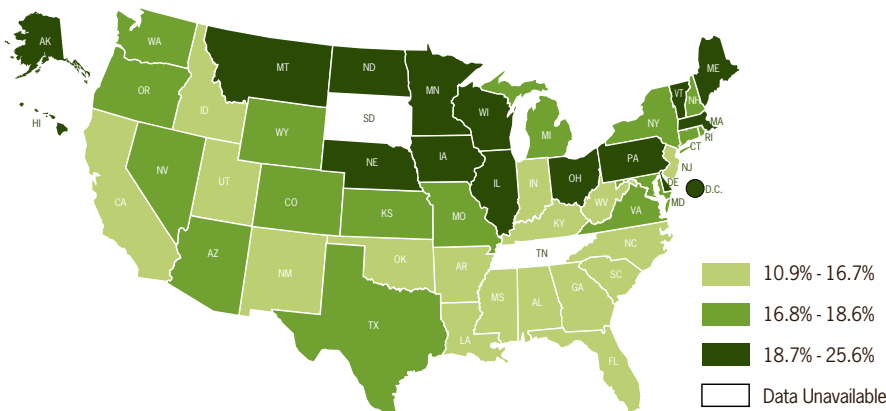 AK
WA
MT
ND
MN
ME
OR
ID
SD
WI
VT
NH
HI
WY
MI
NY
MA
RI
CT
NE
IA
PA
NJ
NV
UT
IL
IN
OH
DE
D.C.
CA
CO
KS
MO
WV
VA
MD
KY
AZ
NM
OK
AR
TN
NC
MS
AL
GA
SC
TX
LA
FL
10.9% - 16.7%
16.8% - 18.6%
18.7% - 25.6%
Data Unavailable